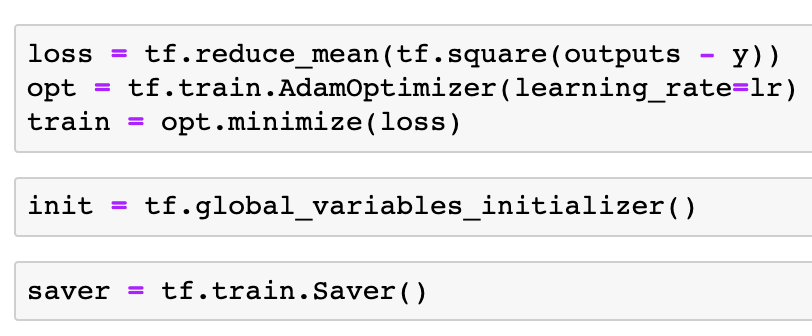 loss = tf.reduce_mean(tf.square(outputs - y))
opt = tf.train.AdamOptimizer(learning_rate=lr)
train = opt.minimize(loss)
init = tf.global_variables_initializer()
saver = tf.train.Saver()